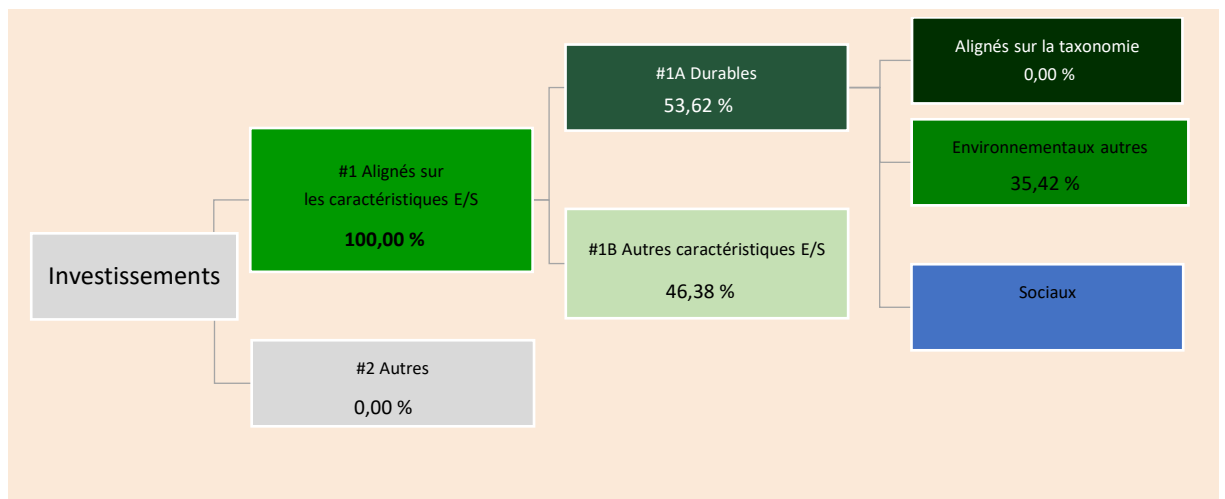 Investissements
#1 Alignés sur
les caractéristiques E/S
100,00 %
#2 Autres
0,00 %
#1A Durables
53,62 %
#1B Autres caractéristiques E/S
46,38 %
Alignés sur la taxonomie
0,00 %
Environnementaux autres
35,42 %
Sociaux